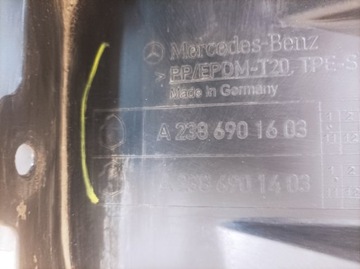 Mercedes-Benz
>PP/EPDM-T20, TPE-S
Made in Germany
A 238 690 16 03
A 238 690 14 03